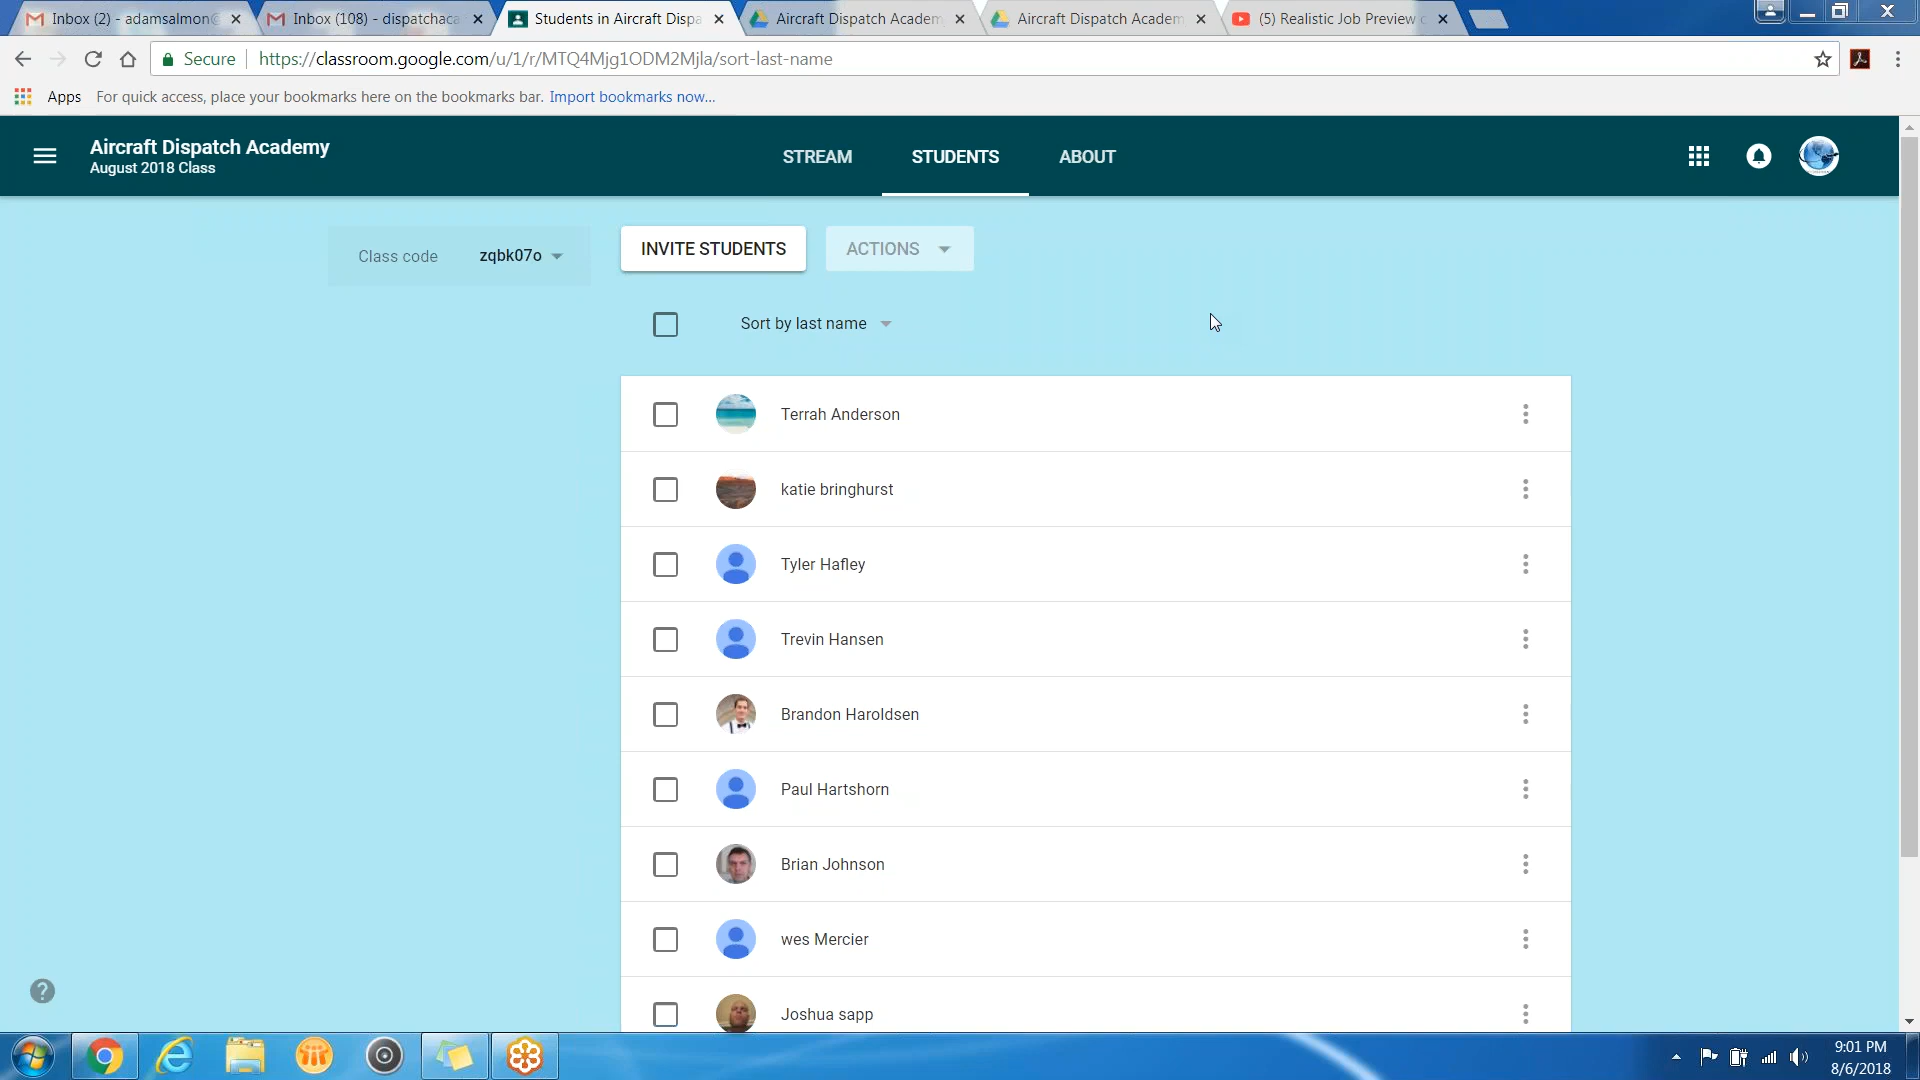 Inbox (2) - adamsalmon@
Inbox (108) - dispatchaca
Students in Aircraft Dispa
Aircraft Dispatch Academ
Aircraft Dispatch Academ
(5) Realistic Job Preview
Secure
https://classroom.google.com/u/1/r/MTQ4Mjg1ODM2Mjla/sort-last-name
Apps For quick access, place your bookmarks here on the bookmarks bar. Import bookmarks now...
Aircraft Dispatch Academy
August 2018 Class
STREAM
STUDENTS
ABOUT
Class code zqbk07o
INVITE STUDENTS
ACTIONS
Sort by last name
Terrah Anderson
katie bringhurst
Tyler Hafley
Trevin Hansen
Brandon Haroldsen
Paul Hartshorn
Brian Johnson
wes Mercier
Joshua sapp
9:01 PM
8/6/2018